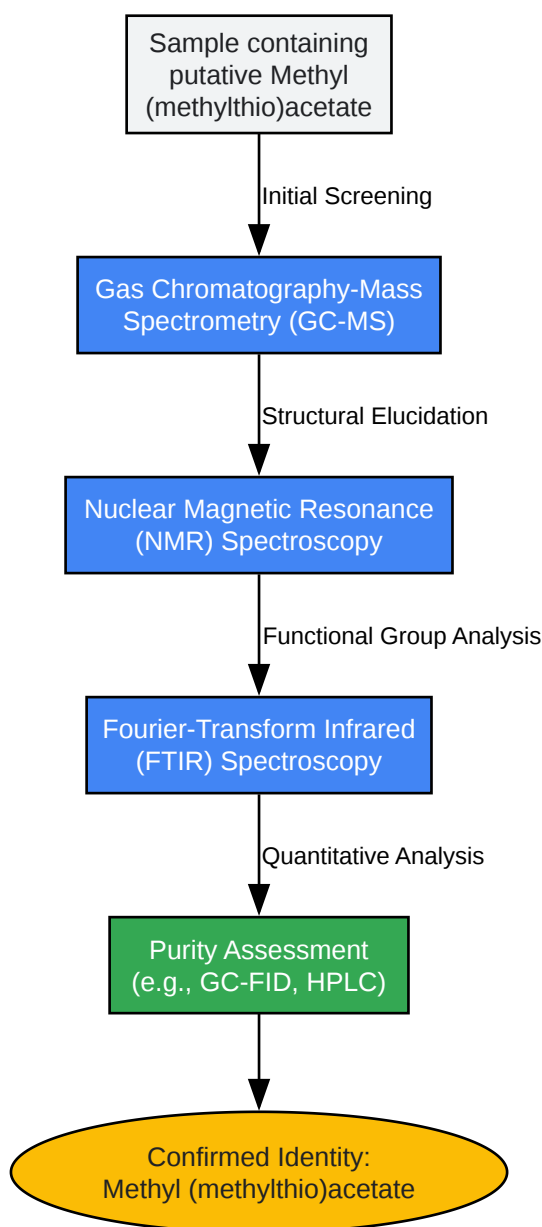 Sample containing
putative Methyl
(methylthio)acetate
Initial Screening
Gas Chromatography-Mass
Spectrometry (GC-MS)
Structural Elucidation
Nuclear Magnetic Resonance
(NMR) Spectroscopy
Functional Group Analysis
Fourier-Transform Infrared
(FTIR) Spectroscopy
Quantitative Analysis
Purity Assessment
(e.g., GC-FID, HPLC)
Confirmed Identity:
Methyl (methylthio)acetate